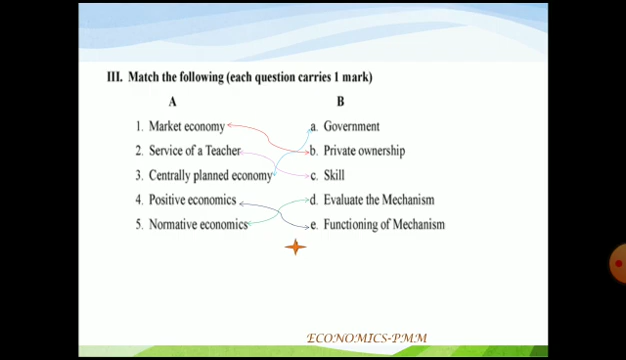 III. Match the following (each question carries 1 mark)
A B
1. Market economy a. Government
2. Service of a Teacher b. Private ownership
3. Centrally planned economy c. Skill
4. Positive economics d. Evaluate the Mechanism
5. Normative economics e. Functioning of Mechanism
ECONOMICS-PMM